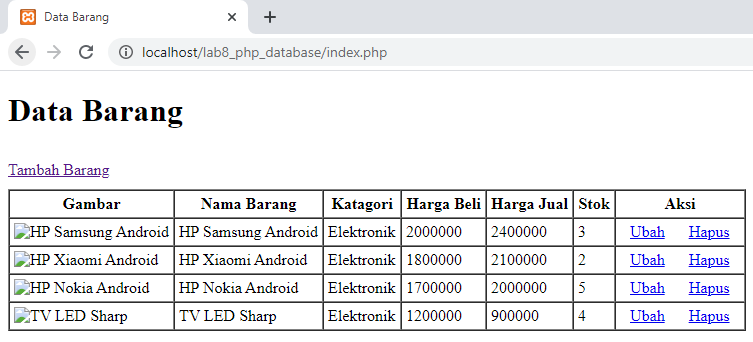 Data Barang
localhost/lab8_php_database/index.php
Data Barang
Tambah Barang
Gambar Nama Barang Katagori Harga Beli Harga Jual Stok Aksi
HP Samsung Android HP Samsung Android Elektronik 2000000 2400000 3 Ubah Hapus
HP Xiaomi Android HP Xiaomi Android Elektronik 1800000 2100000 2 Ubah Hapus
HP Nokia Android HP Nokia Android Elektronik 1700000 2000000 5 Ubah Hapus
TV LED Sharp TV LED Sharp Elektronik 1200000 900000 4 Ubah Hapus